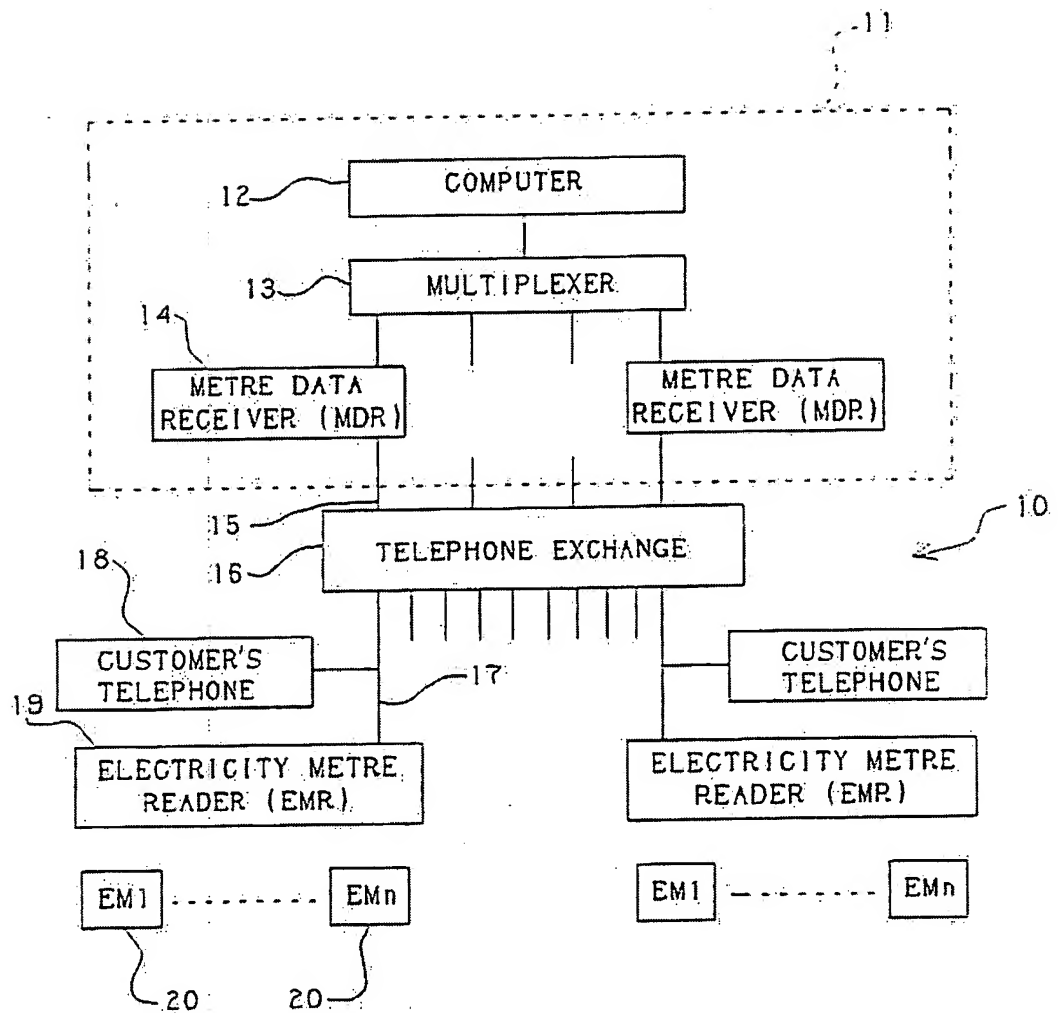 11
COMPUTER
12
MULTIPLEXER
13
14
METRE DATA
RECEIVER (MDR)
METRE DATA
RECEIVER (MDR)
15
10
TELEPHONE EXCHANGE
16
18
CUSTOMER'S
TELEPHONE
CUSTOMER'S
TELEPHONE
17
19
ELECTRICITY METRE
READER (EMR)
ELECTRICITY METRE
READER (EMR)
EM1
EMn
EM1
EMn
20
20